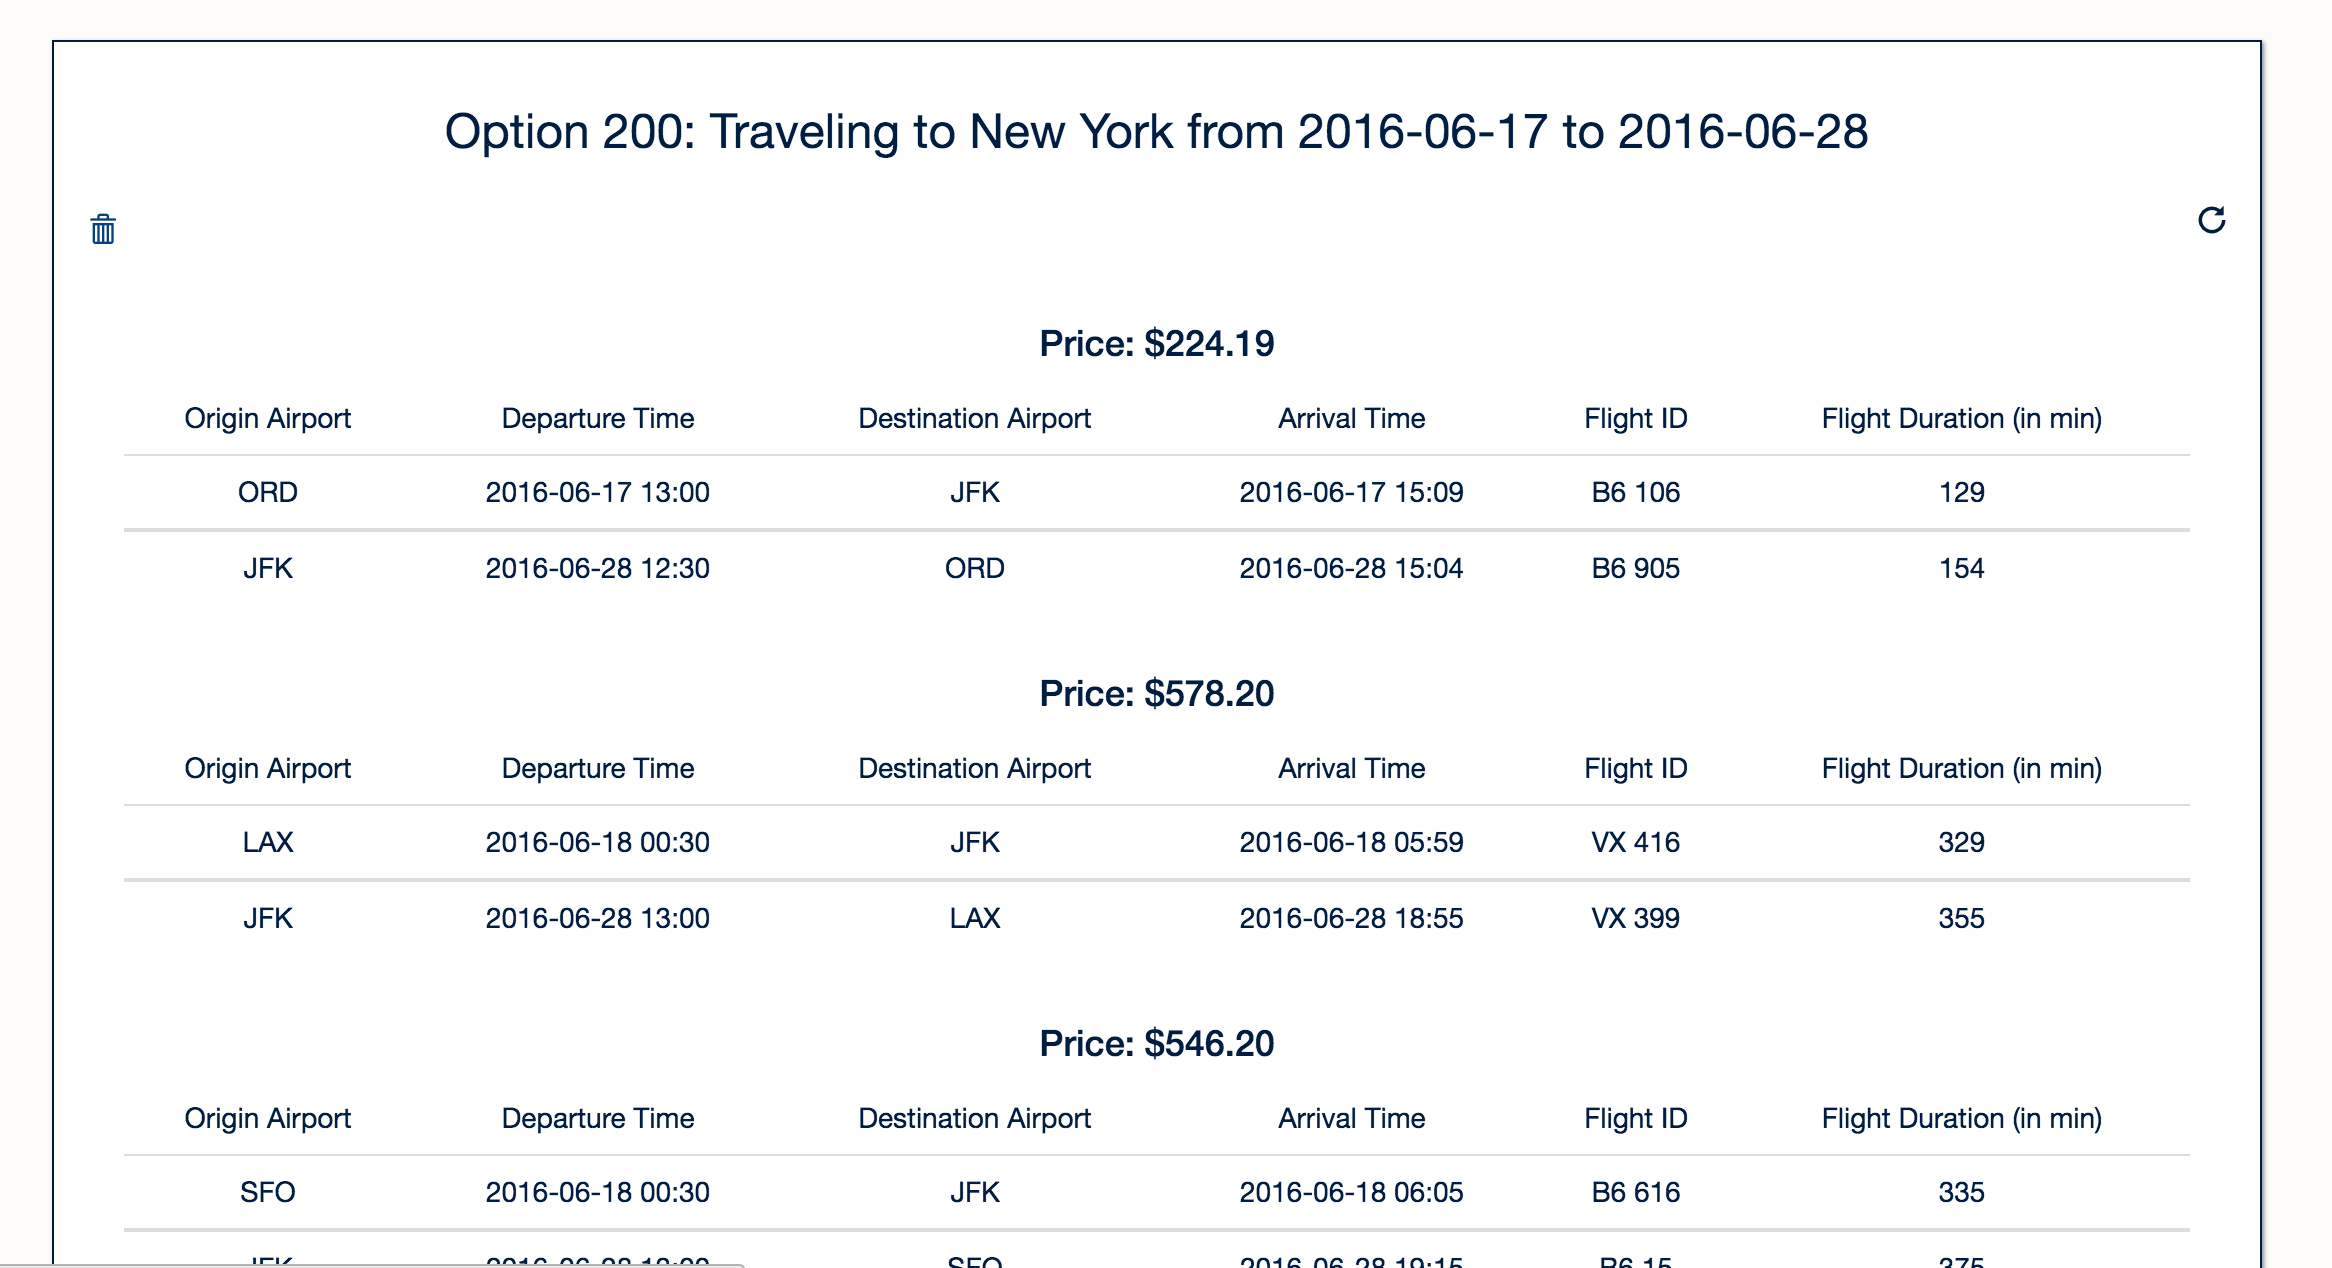 Option 200: Traveling to New York from 2016-06-17 to 2016-06-28
Price: $224.19
Origin Airport Departure Time Destination Airport Arrival Time Flight ID Flight Duration (in min)
ORD 2016-06-17 13:00 JFK 2016-06-17 15:09 B6 106 129
JFK 2016-06-28 12:30 ORD 2016-06-28 15:04 B6 905 154
Price: $578.20
Origin Airport Departure Time Destination Airport Arrival Time Flight ID Flight Duration (in min)
LAX 2016-06-18 00:30 JFK 2016-06-18 05:59 VX 416 329
JFK 2016-06-28 13:00 LAX 2016-06-28 18:55 VX 399 355
Price: $546.20
Origin Airport Departure Time Destination Airport Arrival Time Flight ID Flight Duration (in min)
SFO 2016-06-18 00:30 JFK 2016-06-18 06:05 B6 616 335
JFK SFO 2016-06-28 19:15 B6 15 375